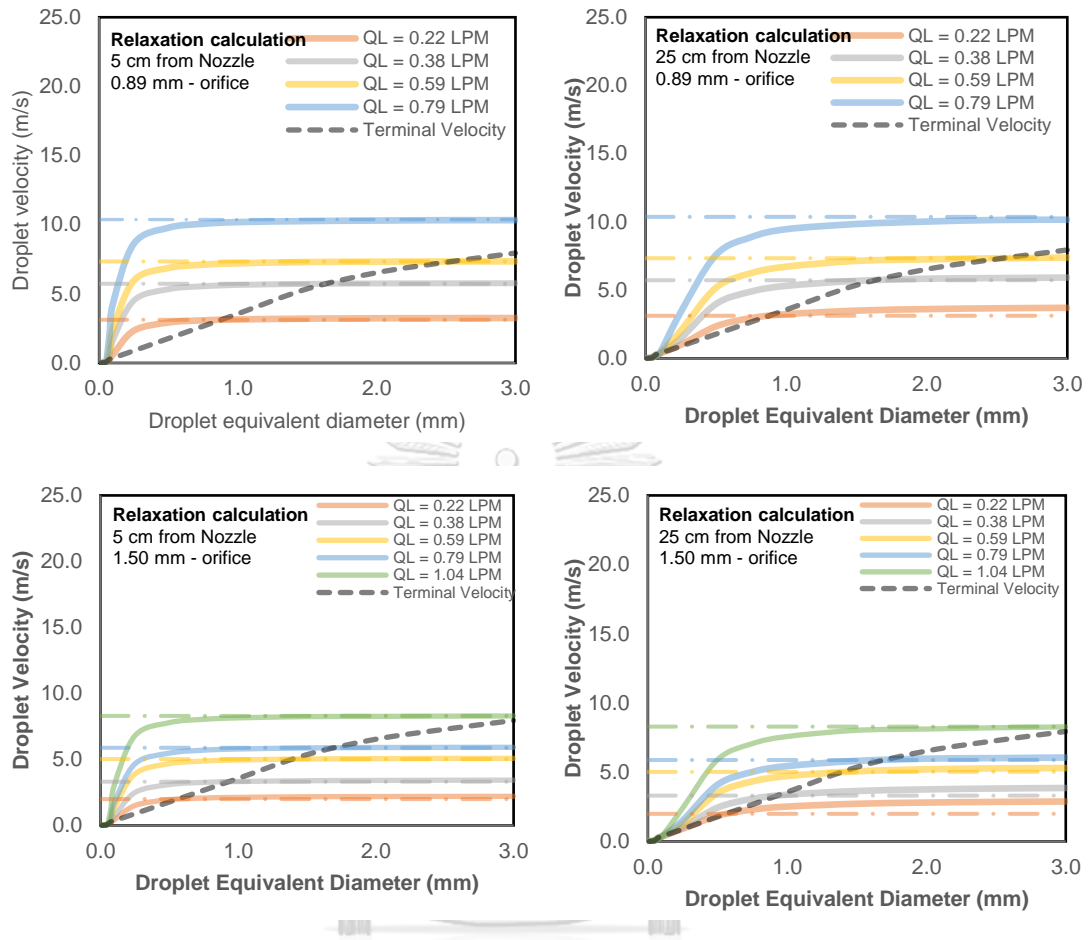 25.0
20.0
15.0
10.0
5.0
0.0
Droplet velocity (m/s)
Relaxation calculation
5 cm from Nozzle
0.89 mm - orifice
QL = 0.22 LPM
QL = 0.38 LPM
QL = 0.59 LPM
QL = 0.79 LPM
Terminal Velocity
0.0 1.0 2.0 3.0
Droplet equivalent diameter (mm)
25.0
20.0
15.0
10.0
5.0
0.0
Droplet Velocity (m/s)
Relaxation calculation
25 cm from Nozzle
0.89 mm - orifice
QL = 0.22 LPM
QL = 0.38 LPM
QL = 0.59 LPM
QL = 0.79 LPM
Terminal Velocity
0.0 1.0 2.0 3.0
Droplet Equivalent Diameter (mm)
25.0
20.0
15.0
10.0
5.0
0.0
Droplet Velocity (m/s)
Relaxation calculation
5 cm from Nozzle
1.50 mm - orifice
QL = 0.22 LPM
QL = 0.38 LPM
QL = 0.59 LPM
QL = 0.79 LPM
QL = 1.04 LPM
Terminal Velocity
0.0 1.0 2.0 3.0
Droplet Equivalent Diameter (mm)
25.0
20.0
15.0
10.0
5.0
0.0
Droplet Velocity (m/s)
Relaxation calculation
25 cm from Nozzle
1.50 mm - orifice
QL = 0.22 LPM
QL = 0.38 LPM
QL = 0.59 LPM
QL = 0.79 LPM
QL = 1.04 LPM
Terminal Velocity
0.0 1.0 2.0 3.0
Droplet Equivalent Diameter (mm)